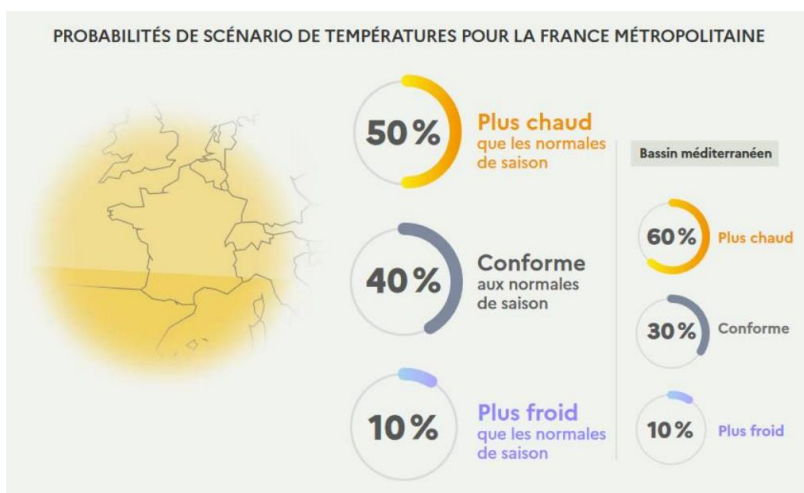 PROBABILITÉS DE SCÉNARIO DE TEMPÉRATURES POUR LA FRANCE MÉTROPOLITAINE
50 %
Plus chaud
que les normales
de saison
40 %
Conforme
aux normales
de saison
10 %
Plus froid
que les normales
de saison
Bassin méditerranéen
60 %
Plus chaud
30 %
Conforme
10 %
Plus froid